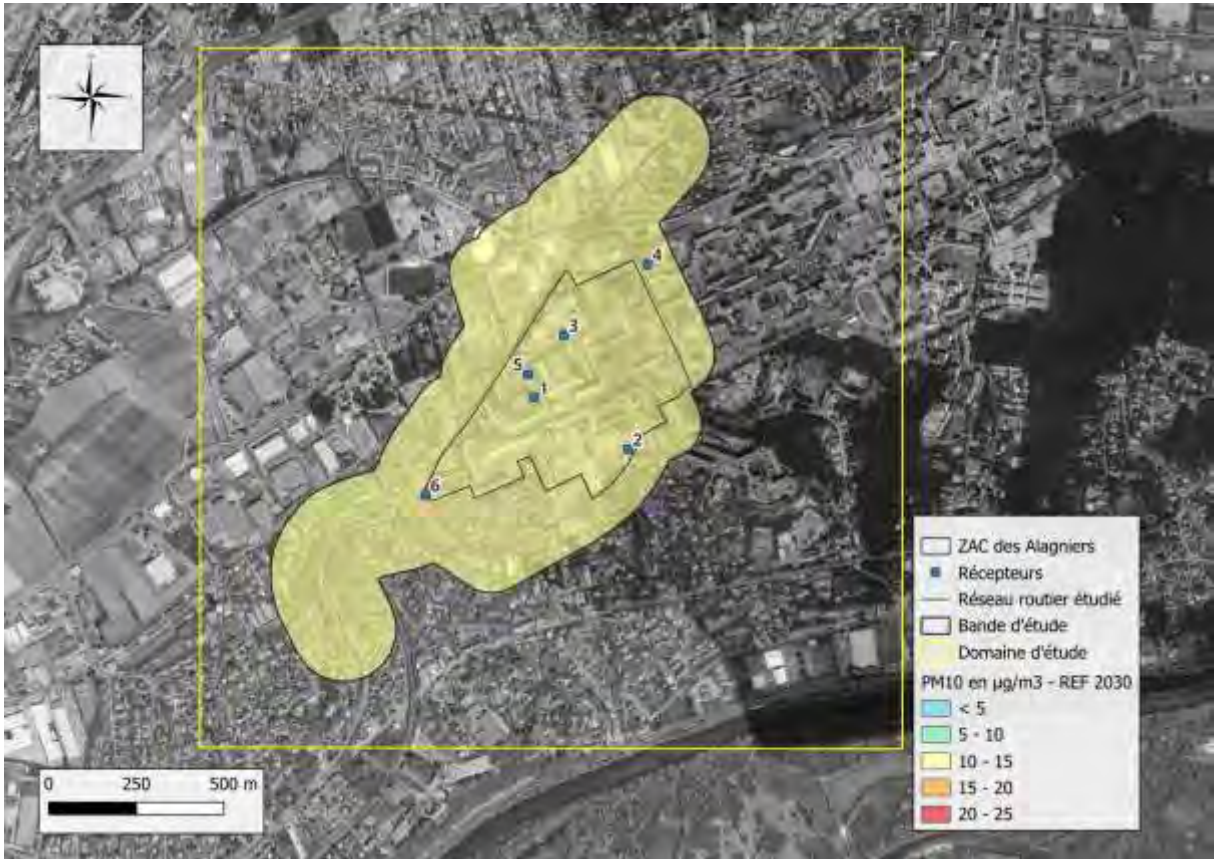 4
3
5
1
2
6
ZAC des Alagniers
Récepteurs
Réseau routier étudié
Bande d'étude
Domaine d'étude
PM10 en µg/m3 - REF 2030
< 5
5 - 10
10 - 15
15 - 20
20 - 25
0 250 500 m